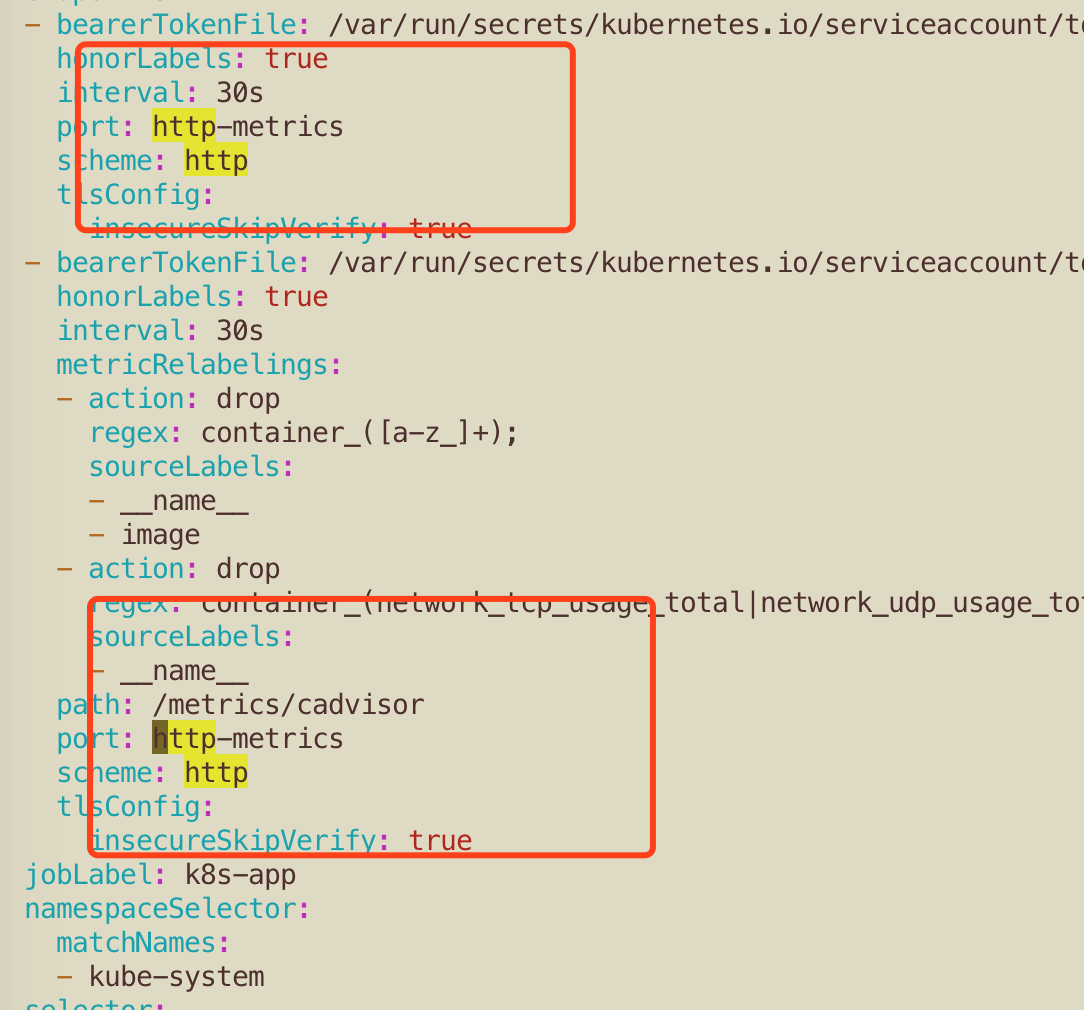 - bearerTokenFile: /var/run/secrets/kubernetes.io/serviceaccount/
honorLabels: true
interval: 30s
port: http-metrics
scheme: http
tlsConfig:
insecureSkipVerify: true
- bearerTokenFile: /var/run/secrets/kubernetes.io/serviceaccount/
honorLabels: true
interval: 30s
metricRelabelings:
- action: drop
regex: container_([a-z_]+);
sourceLabels:
- __name__
- image
- action: drop
regex: container_(network_tcp_usage_total|network_udp_usage_to
sourceLabels:
- __name__
path: /metrics/cadvisor
port: http-metrics
scheme: http
tlsConfig:
insecureSkipVerify: true
jobLabel: k8s-app
namespaceSelector:
matchNames:
- kube-system
selector: